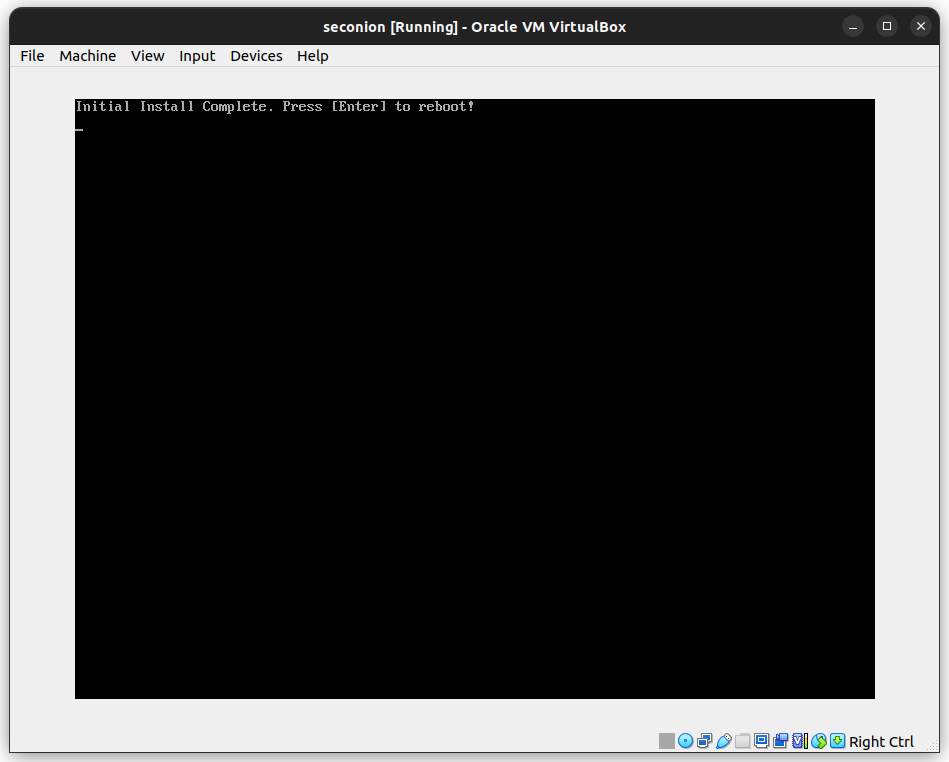 seconion [Running] - Oracle VM VirtualBox
File Machine View Input Devices Help
Initial Install Complete. Press [Enter] to reboot!
Right Ctrl